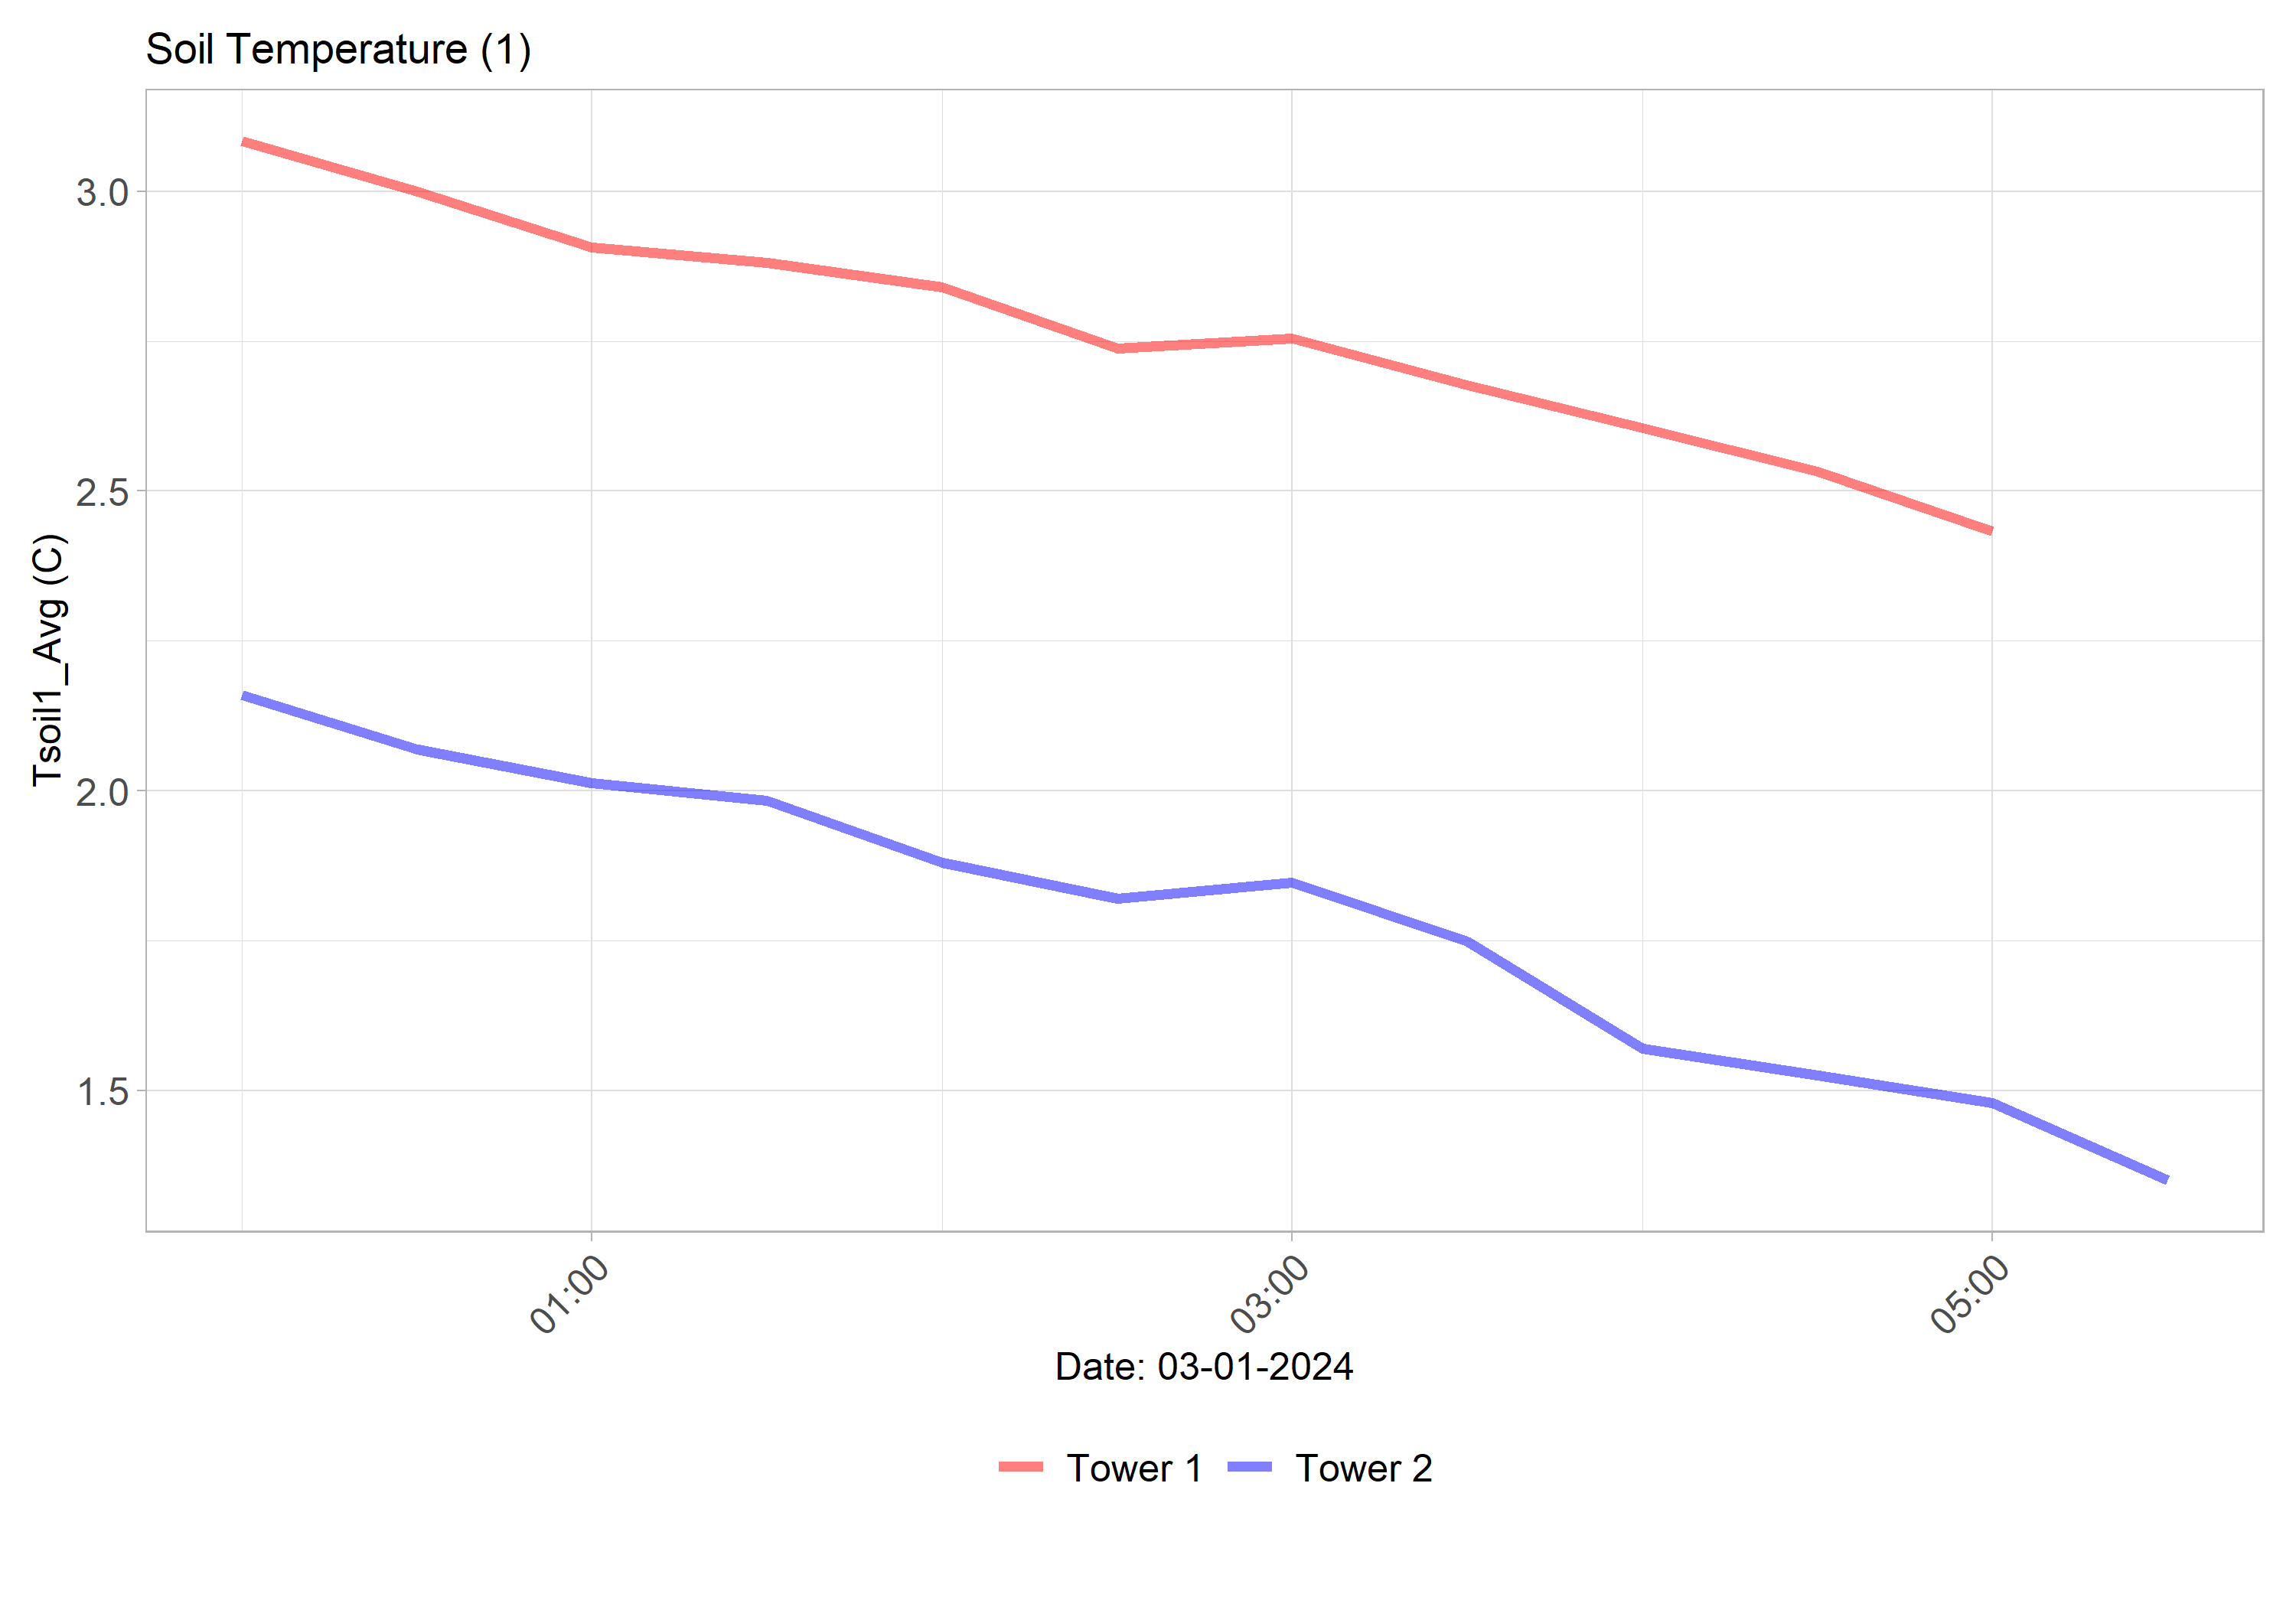 Soil Temperature (1)
Tsoil1_Avg (C)
3.0
2.5
2.0
1.5
01:00
03:00
05:00
Date: 03-01-2024
Tower 1
Tower 2